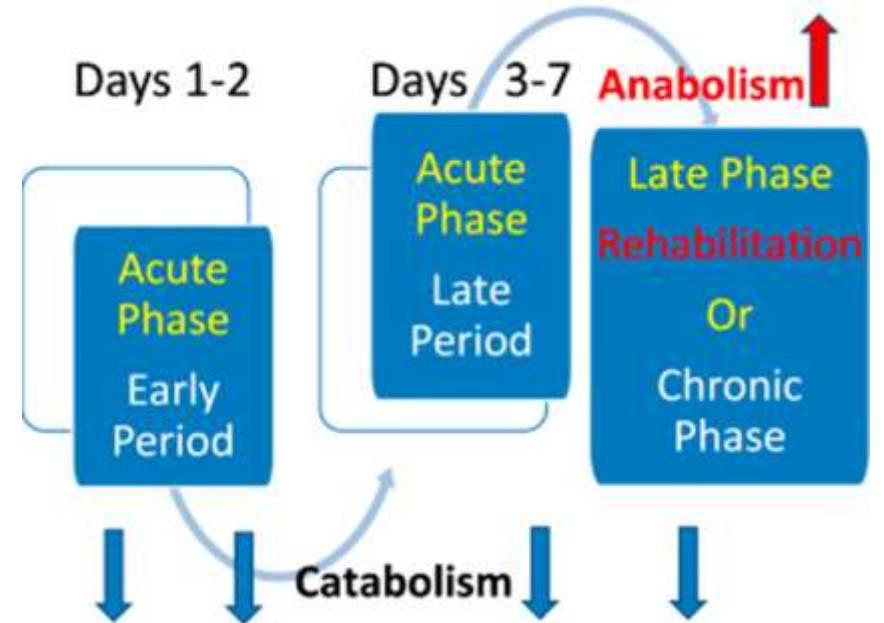 Days 1-2
Acute
Phase
Early
Period
Days 3-7
Acute
Phase
Late
Period
Anabolism
Late Phase
Rehabilitation
Or
Chronic
Phase
Catabolism